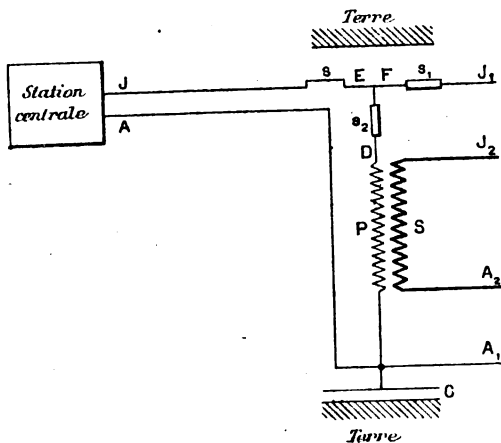 Terre
J
S
E
F
s₁
J₁
Station
centrale
A
s₂
D
J₂
P
S
A₂
A₁
C
Terre